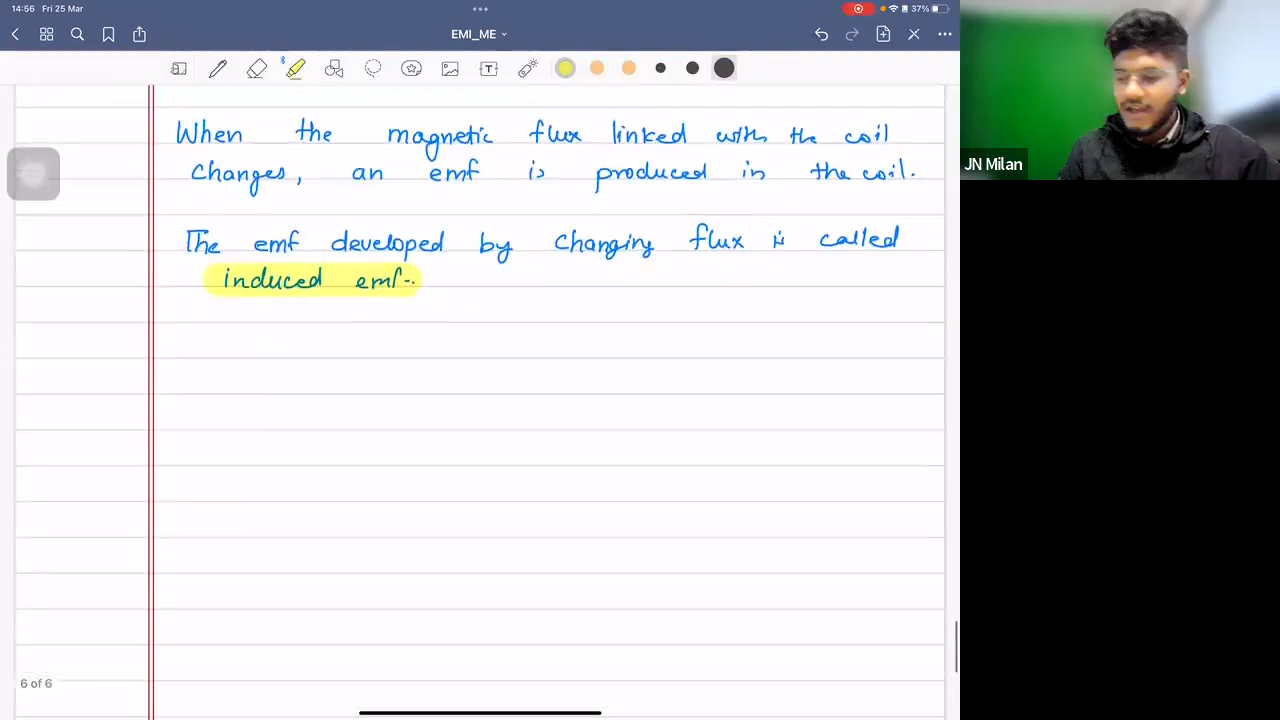 14:56 Fri 25 Mar
37%
EMI_ME
When the magnetic flux linked with the coil
changes, an emf is produced in the coil.
The emf developed by changing flux is called
induced emf.
JN Milan
6 of 6